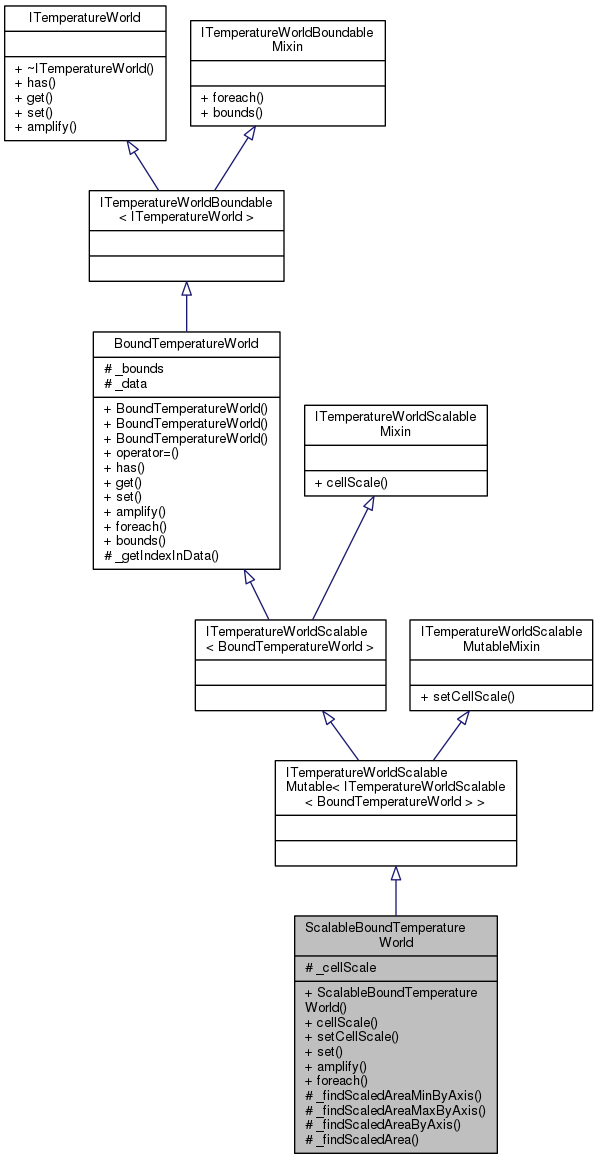 ITemperatureWorld
+ ~ITemperatureWorld()
+ has()
+ get()
+ set()
+ amplify()
ITemperatureWorldBoundable
Mixin
+ foreach()
+ bounds()
ITemperatureWorldBoundable
< ITemperatureWorld >
BoundTemperatureWorld
# _bounds
# _data
+ BoundTemperatureWorld()
+ BoundTemperatureWorld()
+ BoundTemperatureWorld()
+ operator=()
+ has()
+ get()
+ set()
+ amplify()
+ foreach()
+ bounds()
# _getIndexInData()
ITemperatureWorldScalable
Mixin
+ cellScale()
ITemperatureWorldScalable
< BoundTemperatureWorld >
ITemperatureWorldScalable
MutableMixin
+ setCellScale()
ITemperatureWorldScalable
Mutable< ITemperatureWorldScalable
< BoundTemperatureWorld > >
ScalableBoundTemperature
World
# _cellScale
+ ScalableBoundTemperature
World()
+ cellScale()
+ setCellScale()
+ set()
+ amplify()
+ foreach()
# _findScaledAreaMinByAxis()
# _findScaledAreaMaxByAxis()
# _findScaledAreaByAxis()
# _findScaledArea()